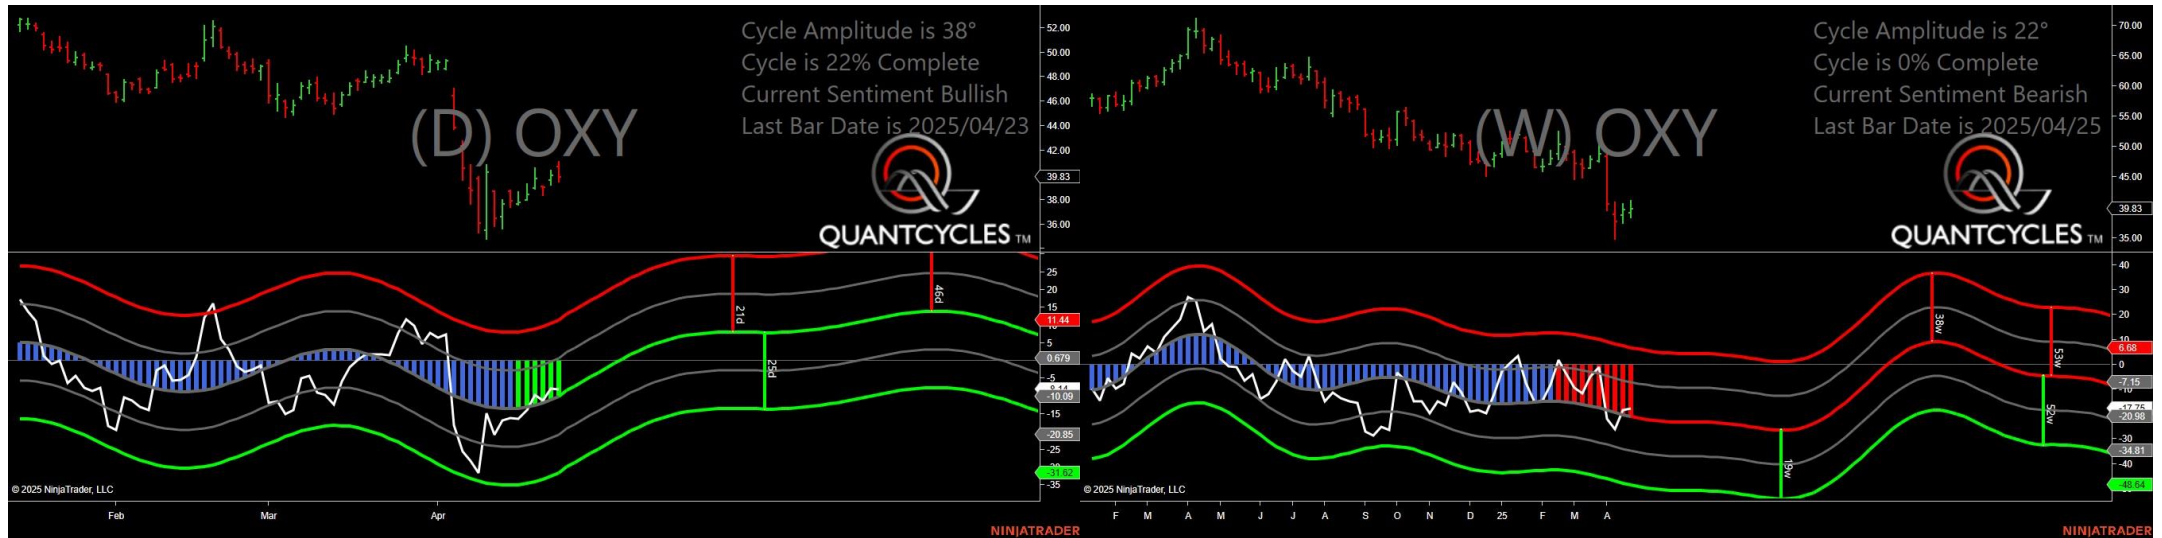 Cycle Amplitude is 38°
Cycle is 22% Complete
Current Sentiment Bullish
Last Bar Date is 2025/04/23
(D) OXY
QUANTCYCLES TM
52.00
50.00
48.00
46.00
44.00
42.00
39.83
38.00
36.00
25
20
15
11.44
5
0.679
-5
-10.09
-15
-20.85
-25
-31.62
-35
21d
25d
46d
© 2025 NinjaTrader, LLC
Feb
Mar
Apr
NINJATRADER
Cycle Amplitude is 22°
Cycle is 0% Complete
Current Sentiment Bearish
Last Bar Date is 2025/04/25
(W) OXY
QUANTCYCLES TM
70.00
65.00
60.00
55.00
50.00
45.00
39.83
35.00
40
30
20
10
6.68
0
-7.15
-10
-17.75
-20.98
-30
-34.81
-40
-48.64
19w
38w
53w
52w
© 2025 NinjaTrader, LLC
F M A M J J A S O N D 25 F M A
NINJATRADER